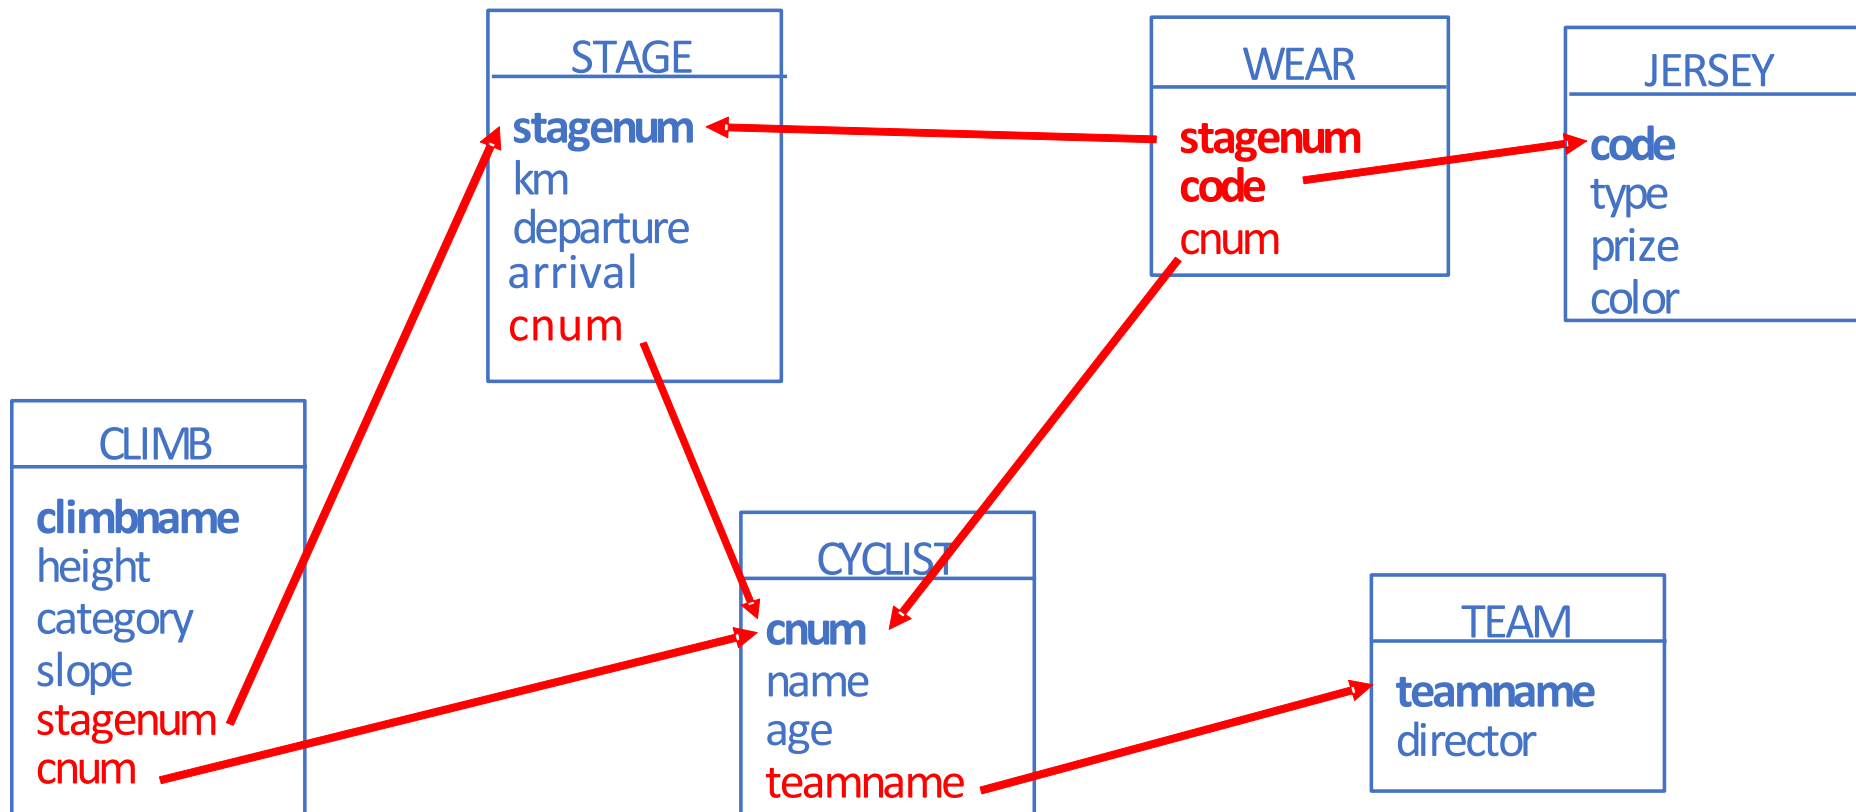 STAGE
stagenum
km
departure
arrival
cnum
WEAR
stagenum
code
cnum
JERSEY
code
type
prize
color
CLIMB
climbname
height
category
slope
stagenum
cnum
CYCLIST
cnum
name
age
teamname
TEAM
teamname
director